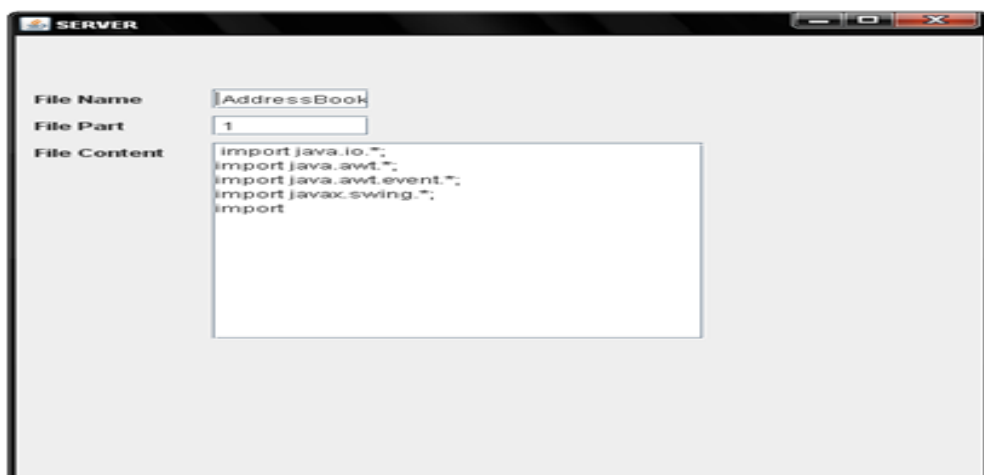 SERVER
File Name AddressBook
File Part 1
File Content
import java.io.*;
import java.awt.*;
import java.awt.event.*;
import javax.swing.*;
import